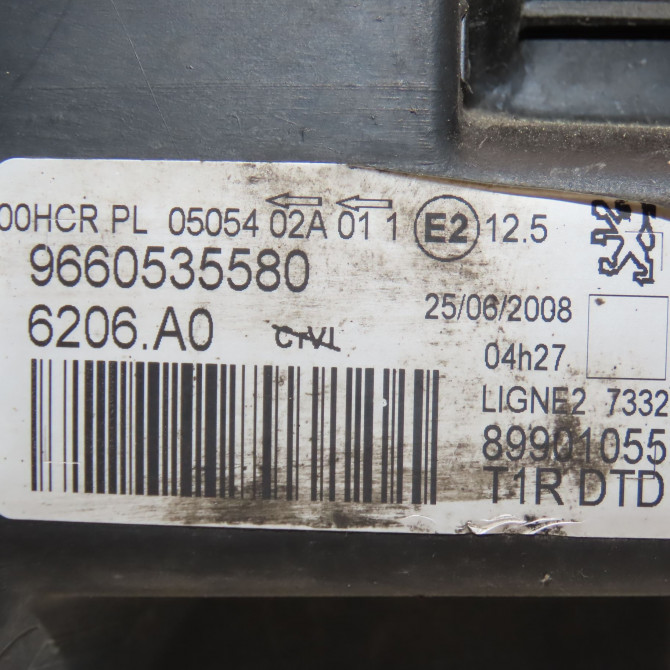 00HCR PL 05054 02A 01 1 E2 12.5
9660535580
6206.A0
25/06/2008
04h27
LIGNE2 7332
89901055
T1R DTD